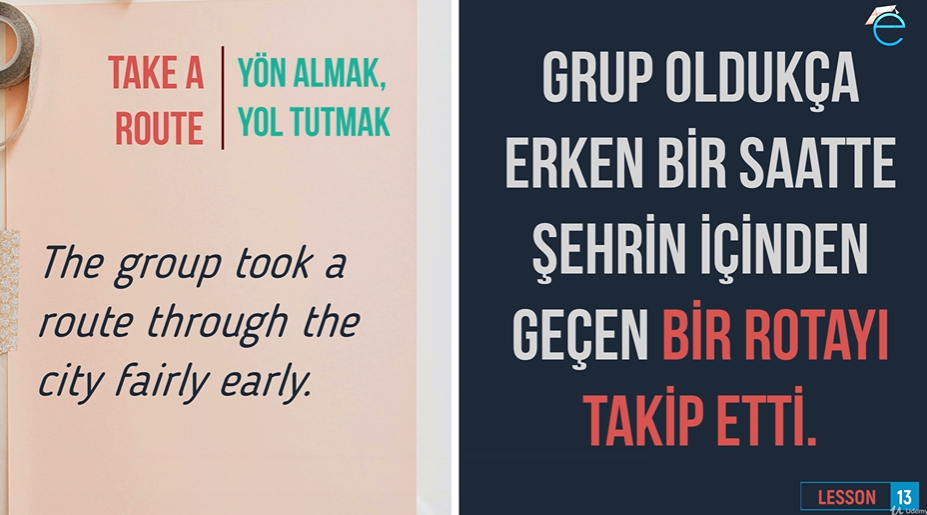 TAKE A
ROUTE
YÖN ALMAK,
YOL TUTMAK
The group took a
route through the
city fairly early.
GRUP OLDUKÇA
ERKEN BİR SAATTE
ŞEHRİN İÇİNDEN
GEÇEN BİR ROTAYI
TAKİP ETTİ.
LESSON 13
Udemy